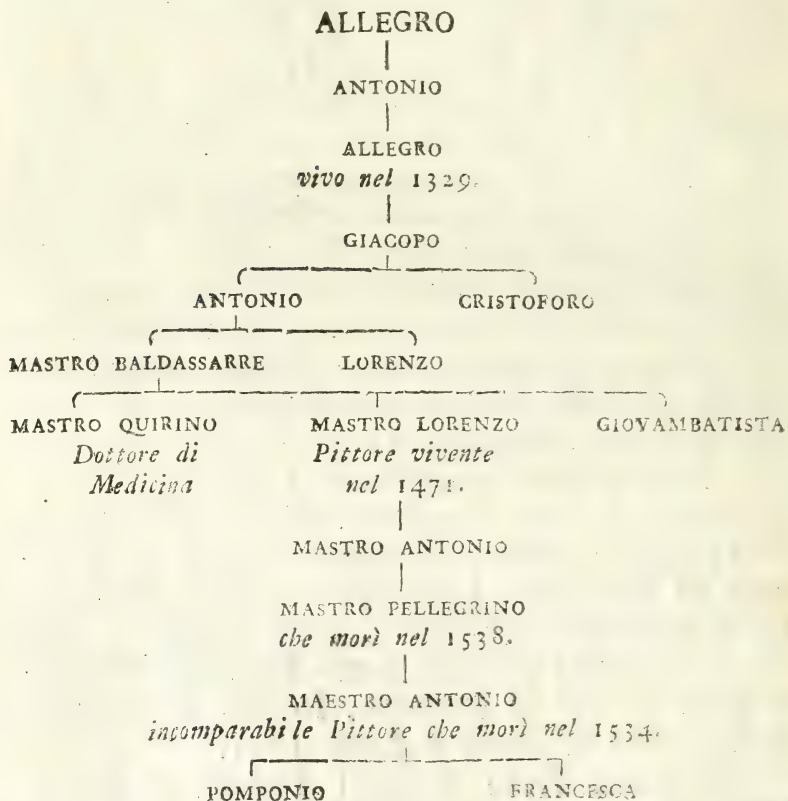 ALLEGRO
ANTONIO
ALLEGRO
vivo nel 1329.
GIACOPO
ANTONIO CRISTOFORO
MASTRO BALDASSARRE LORENZO
MASTRO QUIRINO MASTRO LORENZO GIOVAMBATISTA
Dottore di Pittore vivente
Medicina nel 1471.
MASTRO ANTONIO
MASTRO PELLEGRINO
che morì nel 1538.
MAESTRO ANTONIO
incomparabile Pittore che morì nel 1534.
POMPONIO FRANCESCA